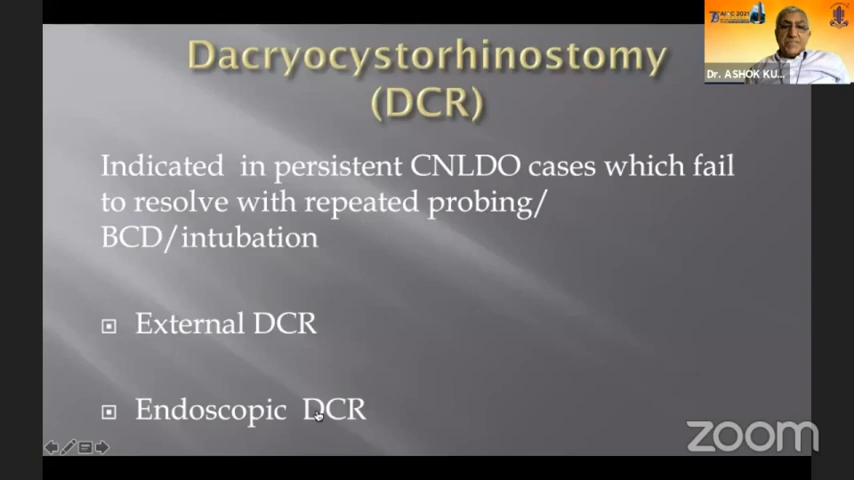 Dacryocystorhinostomy
(DCR)
Indicated in persistent CNLDO cases which fail
to resolve with repeated probing/
BCD/intubation
External DCR
Endoscopic DCR
Dr. ASHOK KU...
zoom